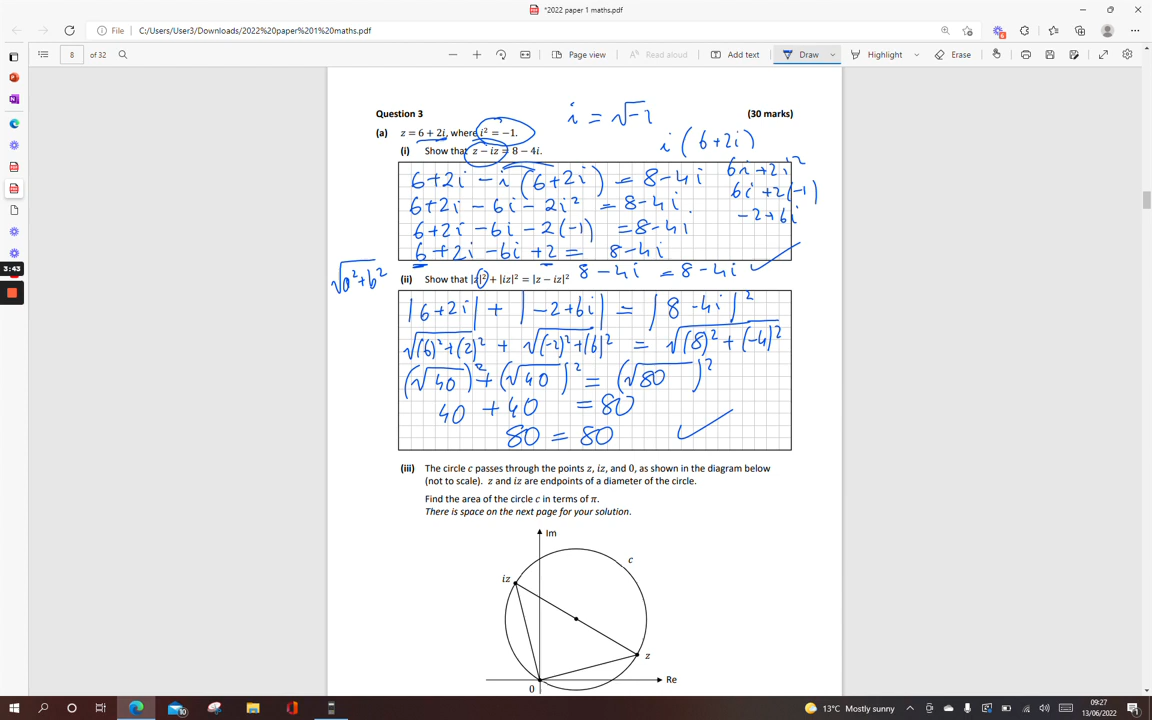 *2022 paper 1 maths.pdf
File
C:/Users/User3/Downloads/2022%20paper%201%20maths.pdf
8 of 32
Page view
Read aloud
Add text
Draw
Highlight
Erase
Question 3 (30 marks)
i = √-1
(a) z = 6 + 2i, where i² = −1.
i (6+2i)
(i) Show that z − iz = 8 − 4i.
6i + 2i²
6i + 2(-1)
-2+6i
6+2i - i (6+2i) = 8-4i
6+2i - 6i - 2i² = 8-4i.
6+2i - 6i - 2(-1) = 8-4i
6 +2i -6i +2 = 8-4i
8-4i = 8-4i
3:43
√a²+b²
(ii) Show that |z|² + |iz|² = |z − iz|²
|6+2i| + |-2+6i| = |8-4i|²
√(6)²+(2)² + √(-2)²+(6)² = √(8)²+(-4)²
(√40)² + (√40)² = (√80)²
40 + 40 = 80
80 = 80
(iii) The circle c passes through the points z, iz, and 0, as shown in the diagram below
(not to scale). z and iz are endpoints of a diameter of the circle.
Find the area of the circle c in terms of π.
There is space on the next page for your solution.
Im
c
iz
z
Re
0
10
13°C Mostly sunny
09:27
13/06/2022